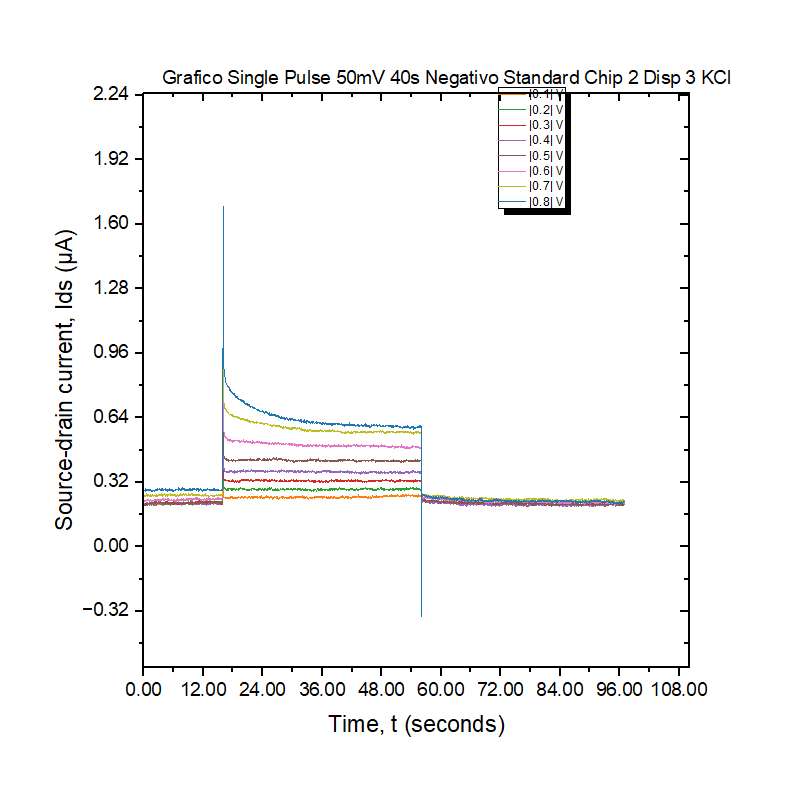 Grafico Single Pulse 50mV 40s Negativo Standard Chip 2 Disp 3 KCl
|0.1| V
|0.2| V
|0.3| V
|0.4| V
|0.5| V
|0.6| V
|0.7| V
|0.8| V
2.24
1.92
1.60
1.28
0.96
0.64
0.32
0.00
−0.32
Source-drain current, Ids (μA)
0.00 12.00 24.00 36.00 48.00 60.00 72.00 84.00 96.00 108.00
Time, t (seconds)